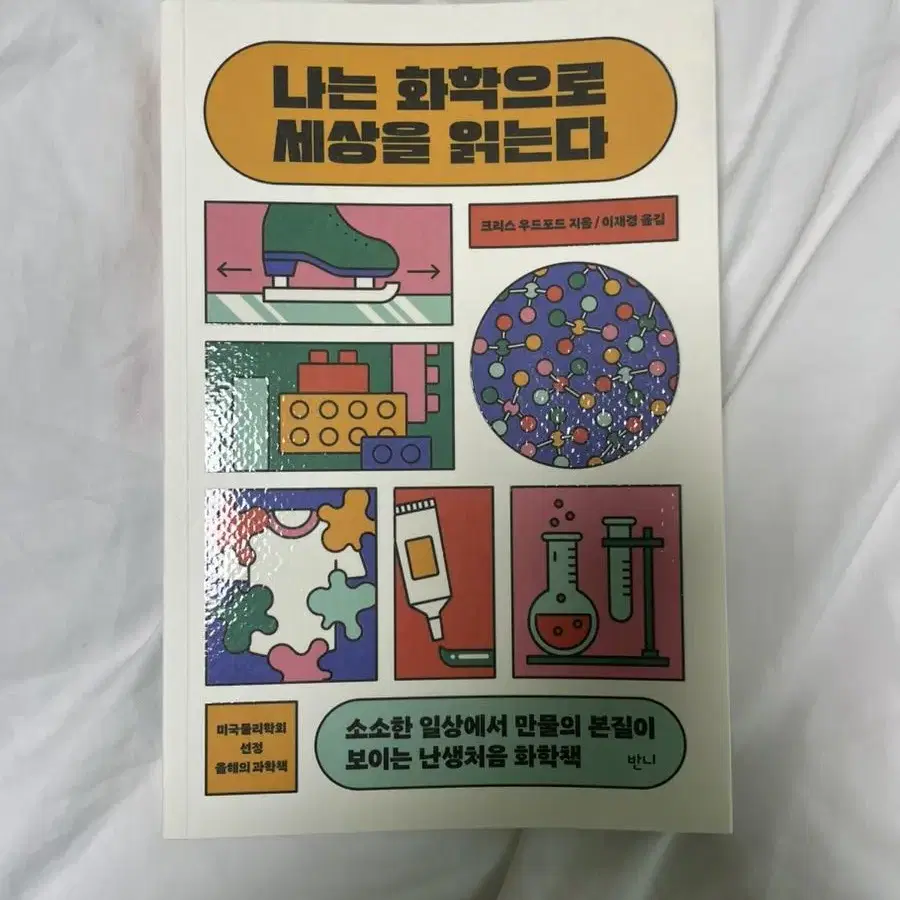 나는 화학으로
세상을 읽는다
크리스 우드포드 지음 / 이재경 옮김
미국물리학회
선정
올해의 과학책
소소한 일상에서 만물의 본질이
보이는 난생처음 화학책
반니